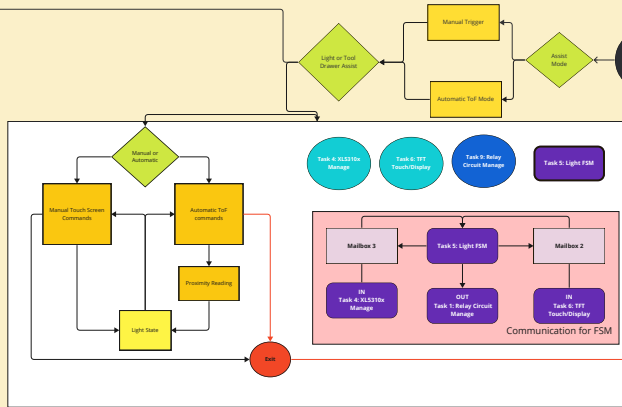 Manual Trigger
Light or Tool
Drawer Assist
Assist
Mode
Automatic ToF Mode
Manual or
Automatic
Task 4: XLS310x
Manage
Task 6: TFT
Touch/Display
Task 9: Relay
Circuit Manage
Task 5: Light FSM
Manual Touch Screen
Commands
Automatic ToF
commands
Mailbox 3
Task 5: Light FSM
Mailbox 2
Proximity Reading
IN
Task 4: XLS310x
Manage
OUT
Task 1: Relay Circuit
Manage
IN
Task 6: TFT
Touch/Display
Light State
Communication for FSM
Exit